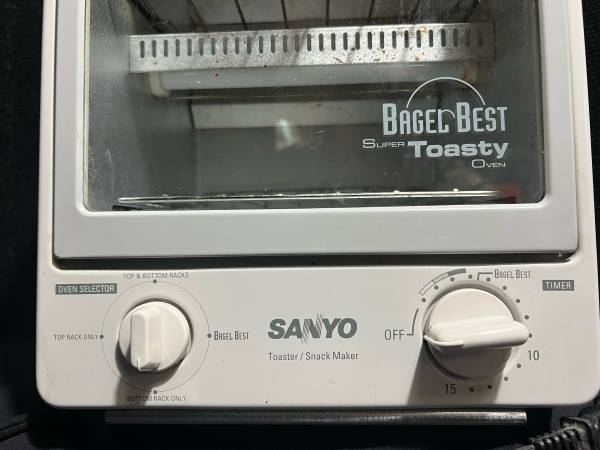 BAGEL BEST
SUPER Toasty
OVEN
TOP & BOTTOM RACKS
OVEN SELECTOR
TOP RACK ONLY
BAGEL BEST
BOTTOM RACK ONLY
SANYO
Toaster / Snack Maker
BAGEL BEST
TIMER
OFF
10
15